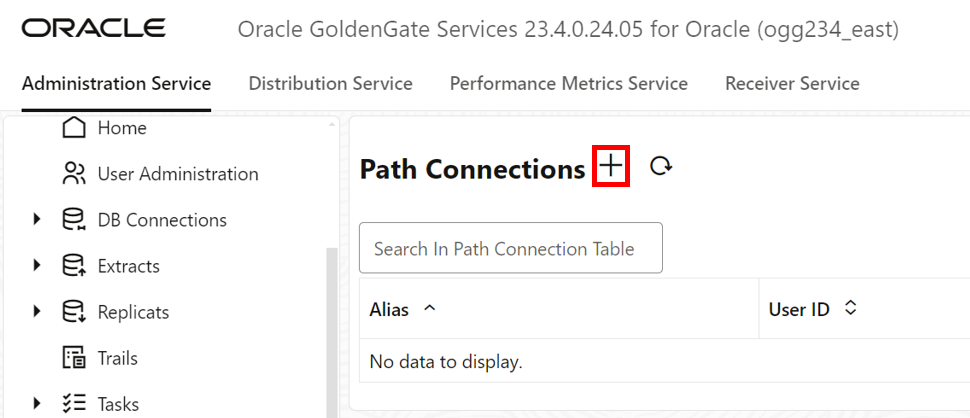 ORACLE Oracle GoldenGate Services 23.4.0.24.05 for Oracle (ogg234_east)
Administration Service Distribution Service Performance Metrics Service Receiver Service
Home
User Administration
DB Connections
Extracts
Replicats
Trails
Tasks
Path Connections
Search In Path Connection Table
Alias User ID
No data to display.